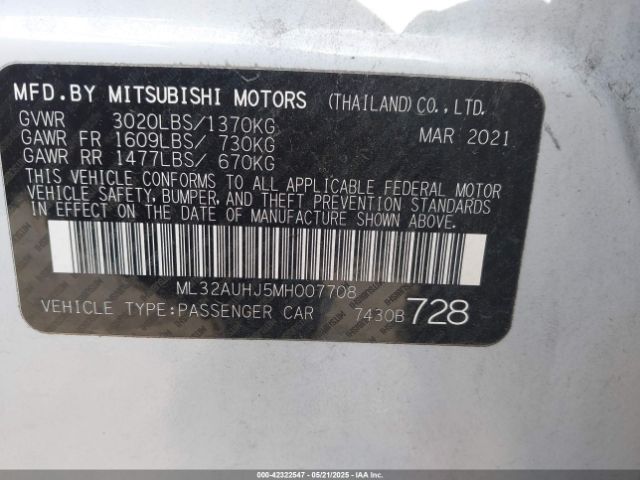 MFD.BY MITSUBISHI MOTORS (THAILAND)CO.,LTD.
GVWR 3020LBS/1370KG MAR 2021
GAWR FR 1609LBS/ 730KG
GAWR RR 1477LBS/ 670KG
THIS VEHICLE CONFORMS TO ALL APPLICABLE FEDERAL MOTOR
VEHICLE SAFETY, BUMPER, AND THEFT PREVENTION STANDARDS
IN EFFECT ON THE DATE OF MANUFACTURE SHOWN ABOVE.
ML32AUHJ5MH007708
VEHICLE TYPE:PASSENGER CAR 7430B 728
000-42322547 - 05/21/2025 - IAAI.COM